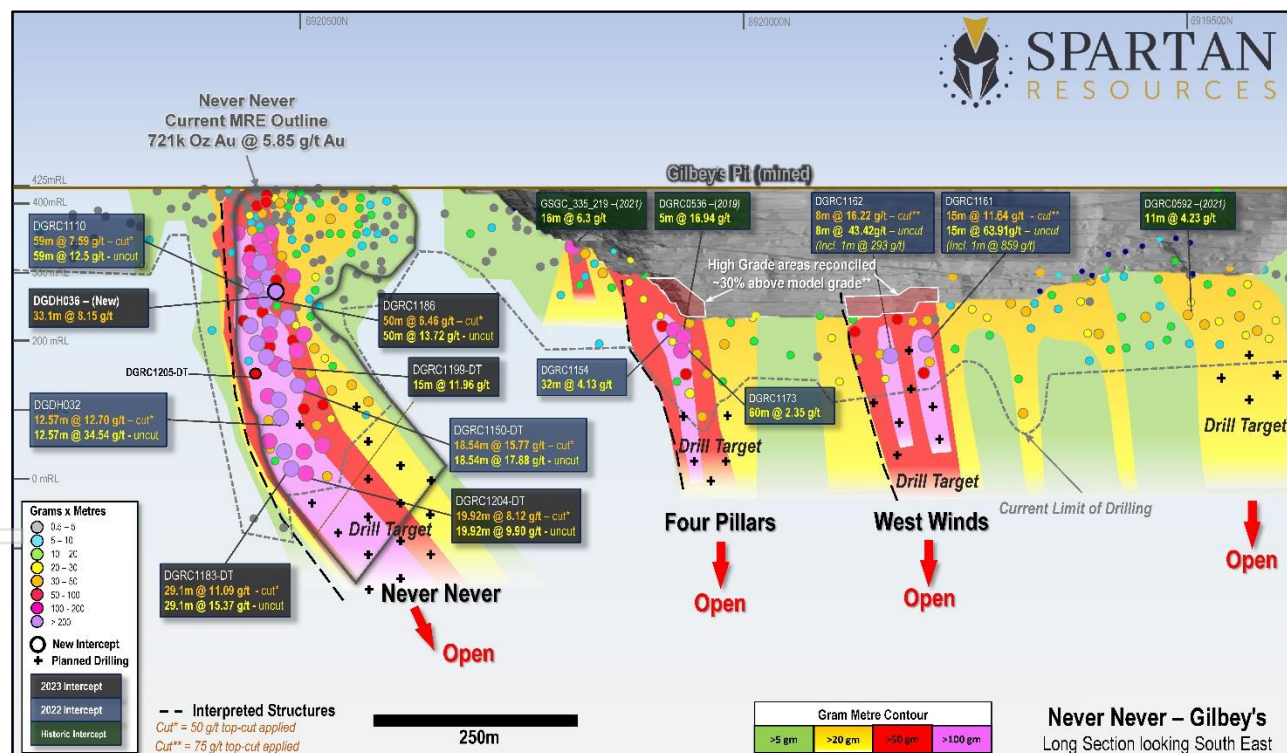 6920500N
6920000N
6919500N
SPARTAN
RESOURCES
Never Never
Current MRE Outline
721k Oz Au @ 5.85 g/t Au
Gilbey's Pit (mined)
425mRL
400mRL
200 mRL
0 mRL
DGRC1110
59m @ 7.59 g/t – cut*
59m @ 12.5 g/t - uncut
DGDH036 – (New)
33.1m @ 8.15 g/t
DGRC1205-DT
DGDH032
12.57m @ 12.70 g/t – cut*
12.57m @ 34.54 g/t - uncut
DGRC1183-DT
29.1m @ 11.09 g/t - cut*
29.1m @ 15.37 g/t - uncut
DGRC1186
50m @ 6.46 g/t – cut*
50m @ 13.72 g/t – uncut
DGRC1199-DT
15m @ 11.96 g/t
DGRC1150-DT
18.54m @ 15.77 g/t – cut*
18.54m @ 17.88 g/t - uncut
DGRC1204-DT
19.92m @ 8.12 g/t – cut*
19.92m @ 9.90 g/t – uncut
GSGC_335_219 –(2021)
16m @ 6.3 g/t
DGRC0536 –(2019)
5m @ 16.94 g/t
DGRC1162
8m @ 16.22 g/t – cut**
8m @ 43.42g/t – uncut
(Incl. 1m @ 293 g/t)
DGRC1161
15m @ 11.64 g/t – cut**
15m @ 63.91g/t – uncut
(Incl. 1m @ 859 g/t)
DGRC0592 –(2021)
11m @ 4.23 g/t
High Grade areas reconciled
~30% above model grade**
DGRC1154
32m @ 4.13 g/t
DGRC1173
60m @ 2.35 g/t
Drill Target
Drill Target
Drill Target
Drill Target
Current Limit of Drilling
Never Never
Open
Four Pillars
Open
West Winds
Open
Open
Grams x Metres
0.5 – 5
5 – 10
10 – 20
20 – 30
30 – 50
50 - 100
100 - 200
> 200
New Intercept
Planned Drilling
2023 Intercept
2022 Intercept
Historic Intercept
Interpreted Structures
Cut* = 50 g/t top-cut applied
Cut** = 75 g/t top-cut applied
250m
Gram Metre Contour
>5 gm
>20 gm
>50 gm
>100 gm
Never Never – Gilbey's
Long Section looking South East